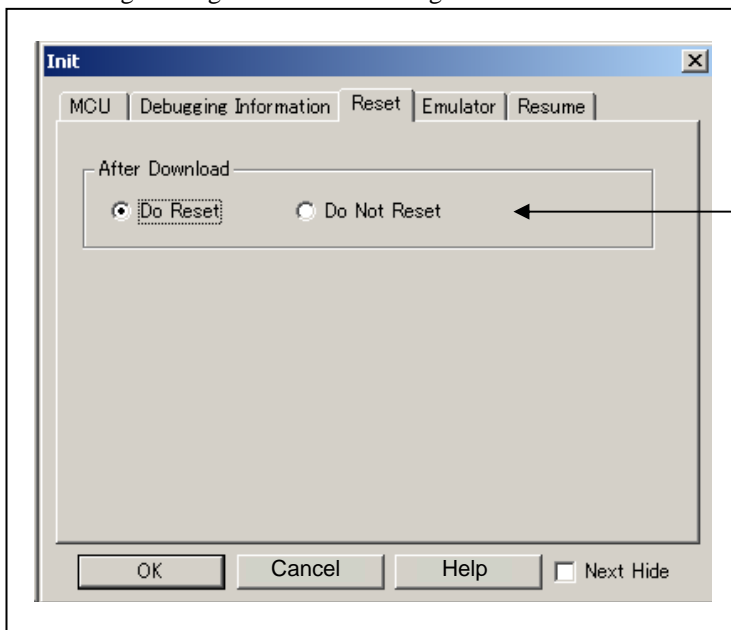 Init
MCU Debugging Information Reset Emulator Resume
After Download
Do Reset Do Not Reset
OK Cancel Help Next Hide